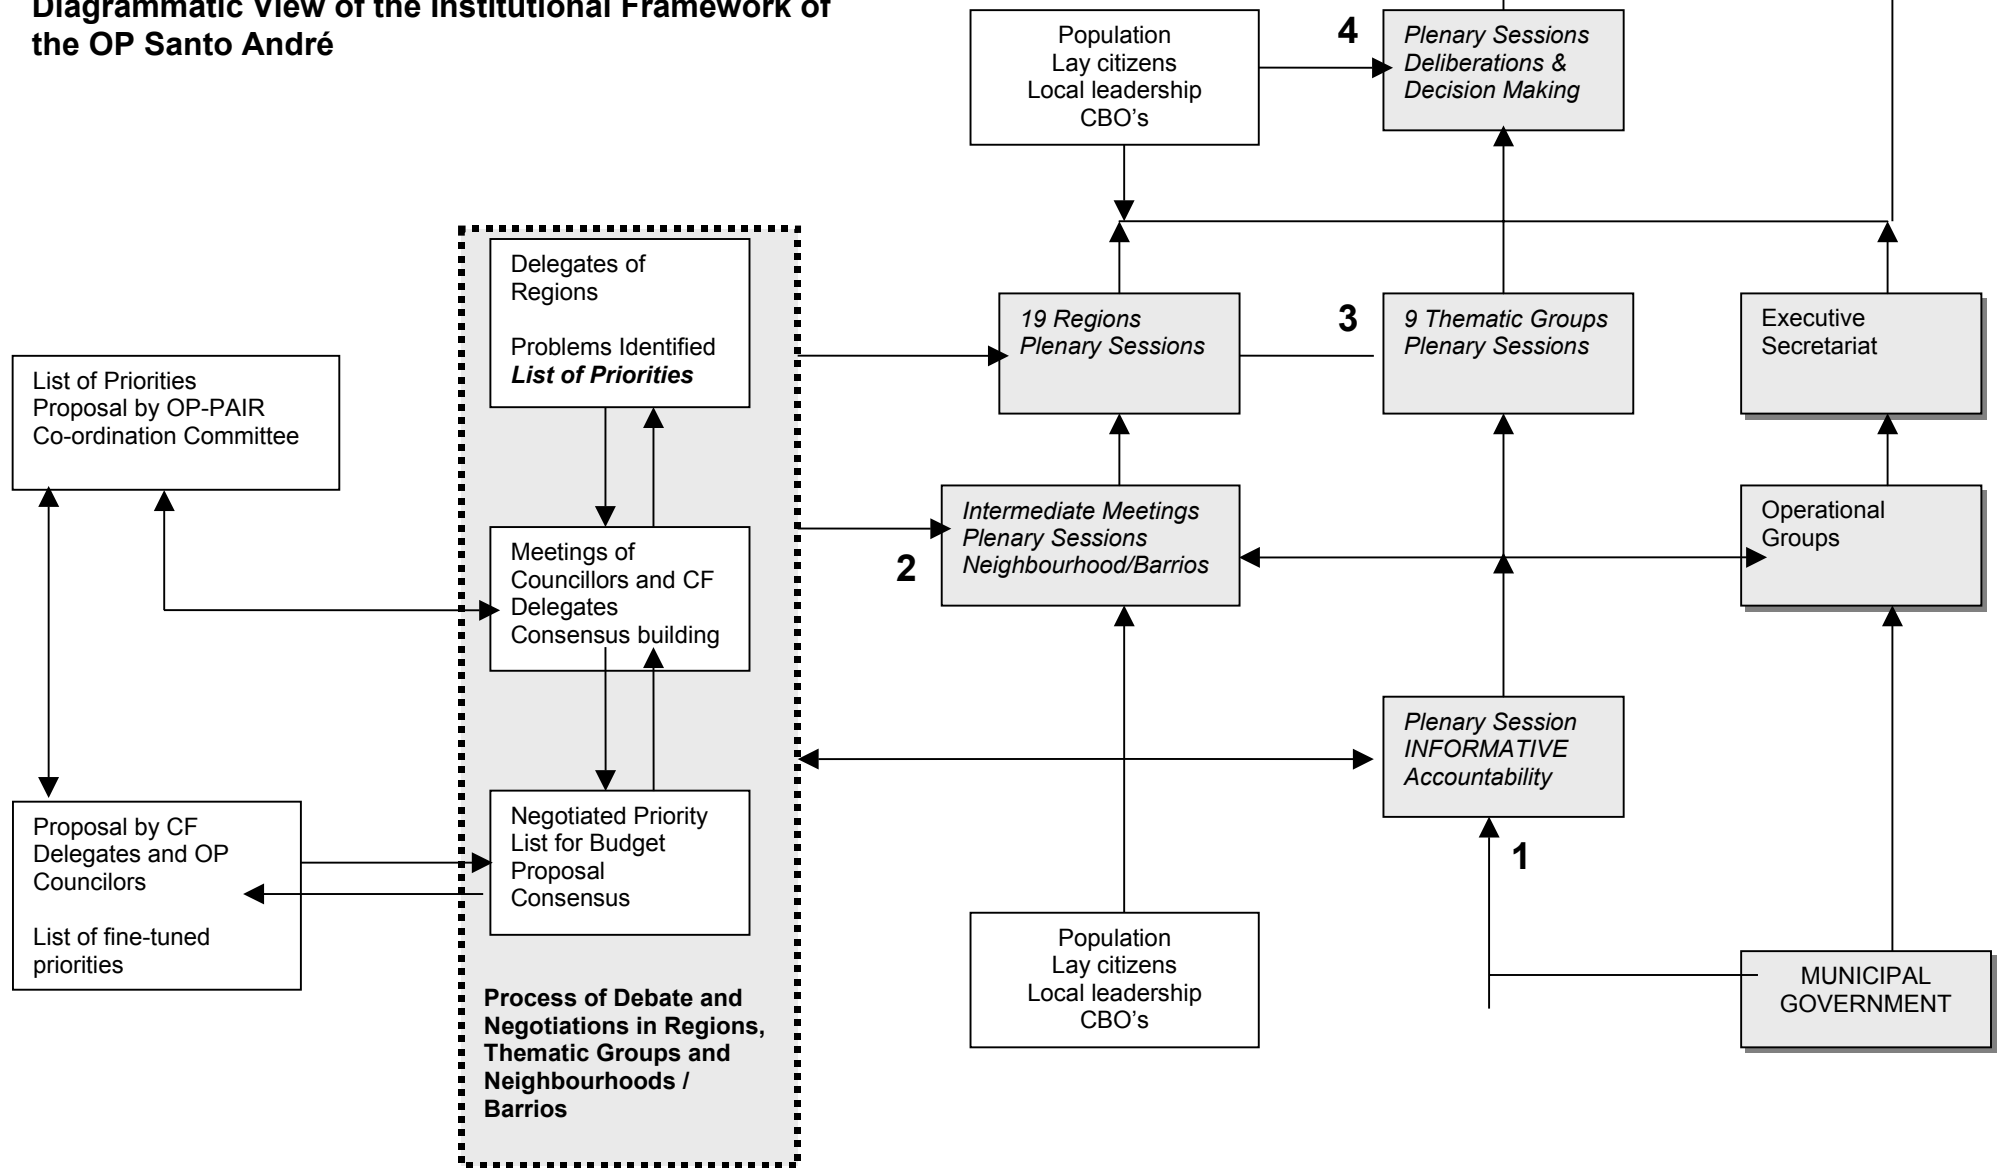 Diagrammatic View of the Institutional Framework of
the OP Santo André
Population
Lay citizens
Local leadership
CBO's
4
Plenary Sessions
Deliberations &
Decision Making
Delegates of
Regions
Problems Identified
List of Priorities
19 Regions
Plenary Sessions
3
9 Thematic Groups
Plenary Sessions
Executive
Secretariat
List of Priorities
Proposal by OP-PAIR
Co-ordination Committee
Meetings of
Councillors and CF
Delegates
Consensus building
2
Intermediate Meetings
Plenary Sessions
Neighbourhood/Barrios
Operational
Groups
Plenary Session
INFORMATIVE
Accountability
1
Proposal by CF
Delegates and OP
Councilors
List of fine-tuned
priorities
Negotiated Priority
List for Budget
Proposal
Consensus
Population
Lay citizens
Local leadership
CBO's
MUNICIPAL
GOVERNMENT
Process of Debate and
Negotiations in Regions,
Thematic Groups and
Neighbourhoods /
Barrios